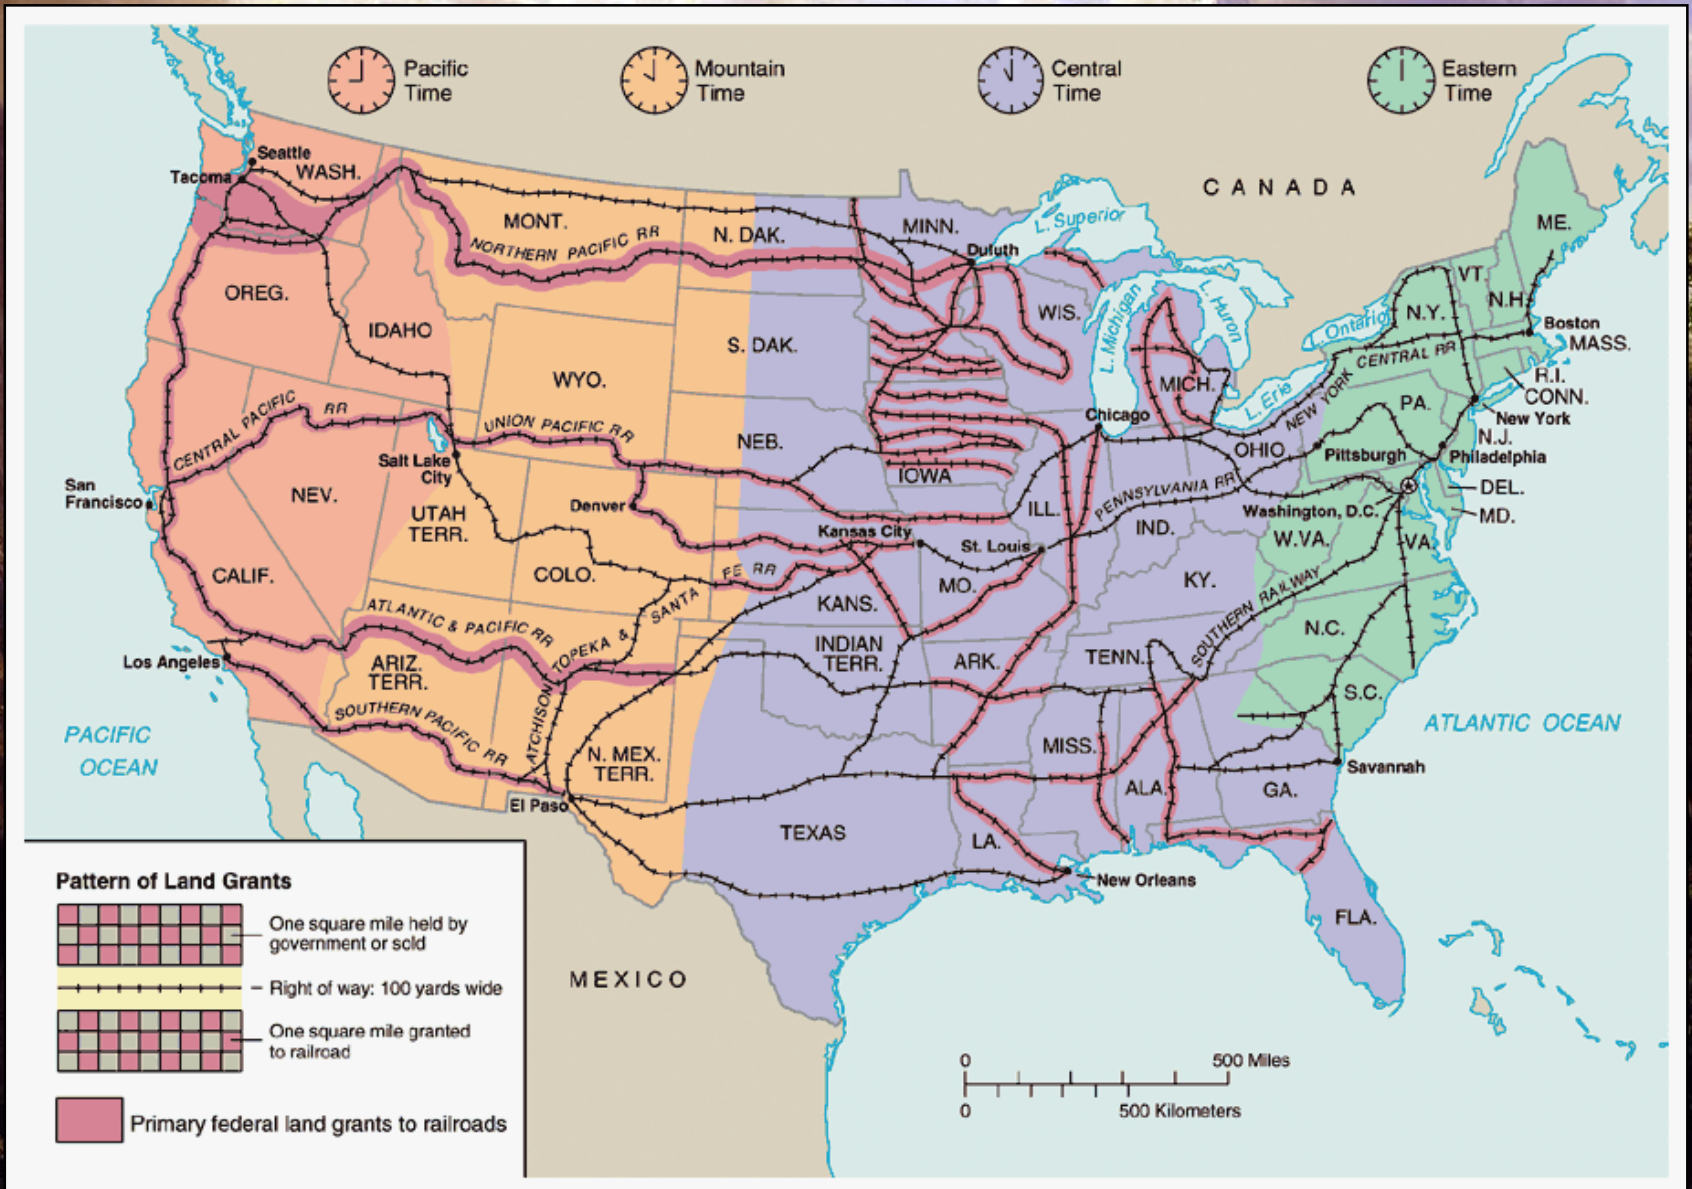 Pacific
Time
Mountain
Time
Central
Time
Eastern
Time
CANADA
Seattle
Tacoma
WASH.
MONT.
N. DAK.
MINN.
L. Superior
Duluth
NORTHERN PACIFIC RR
ME.
VT.
N.H.
OREG.
IDAHO
WIS.
L. Michigan
L. Huron
L. Ontario
N.Y.
Boston
MASS.
S. DAK.
WYO.
MICH.
L. Erie
NEW YORK CENTRAL RR
R.I.
CONN.
New York
CENTRAL PACIFIC RR
UNION PACIFIC RR
Chicago
PA.
N.J.
Philadelphia
Pittsburgh
OHIO
NEB.
IOWA
Salt Lake
City
San
Francisco
NEV.
UTAH
TERR.
Denver
ILL.
PENNSYLVANIA RR
IND.
Washington, D.C.
DEL.
MD.
W.VA.
VA.
Kansas City
St. Louis
CALIF.
COLO.
MO.
KY.
KANS.
ATCHISON TOPEKA & SANTA FE RR
ATLANTIC & PACIFIC RR
SOUTHERN RAILWAY
N.C.
Los Angeles
ARIZ.
TERR.
INDIAN
TERR.
ARK.
TENN.
S.C.
SOUTHERN PACIFIC RR
N. MEX.
TERR.
MISS.
ALA.
GA.
Savannah
PACIFIC
OCEAN
ATLANTIC OCEAN
El Paso
TEXAS
LA.
New Orleans
FLA.
MEXICO
Pattern of Land Grants
One square mile held by
government or sold
Right of way: 100 yards wide
One square mile granted
to railroad
Primary federal land grants to railroads
0 500 Miles
0 500 Kilometers